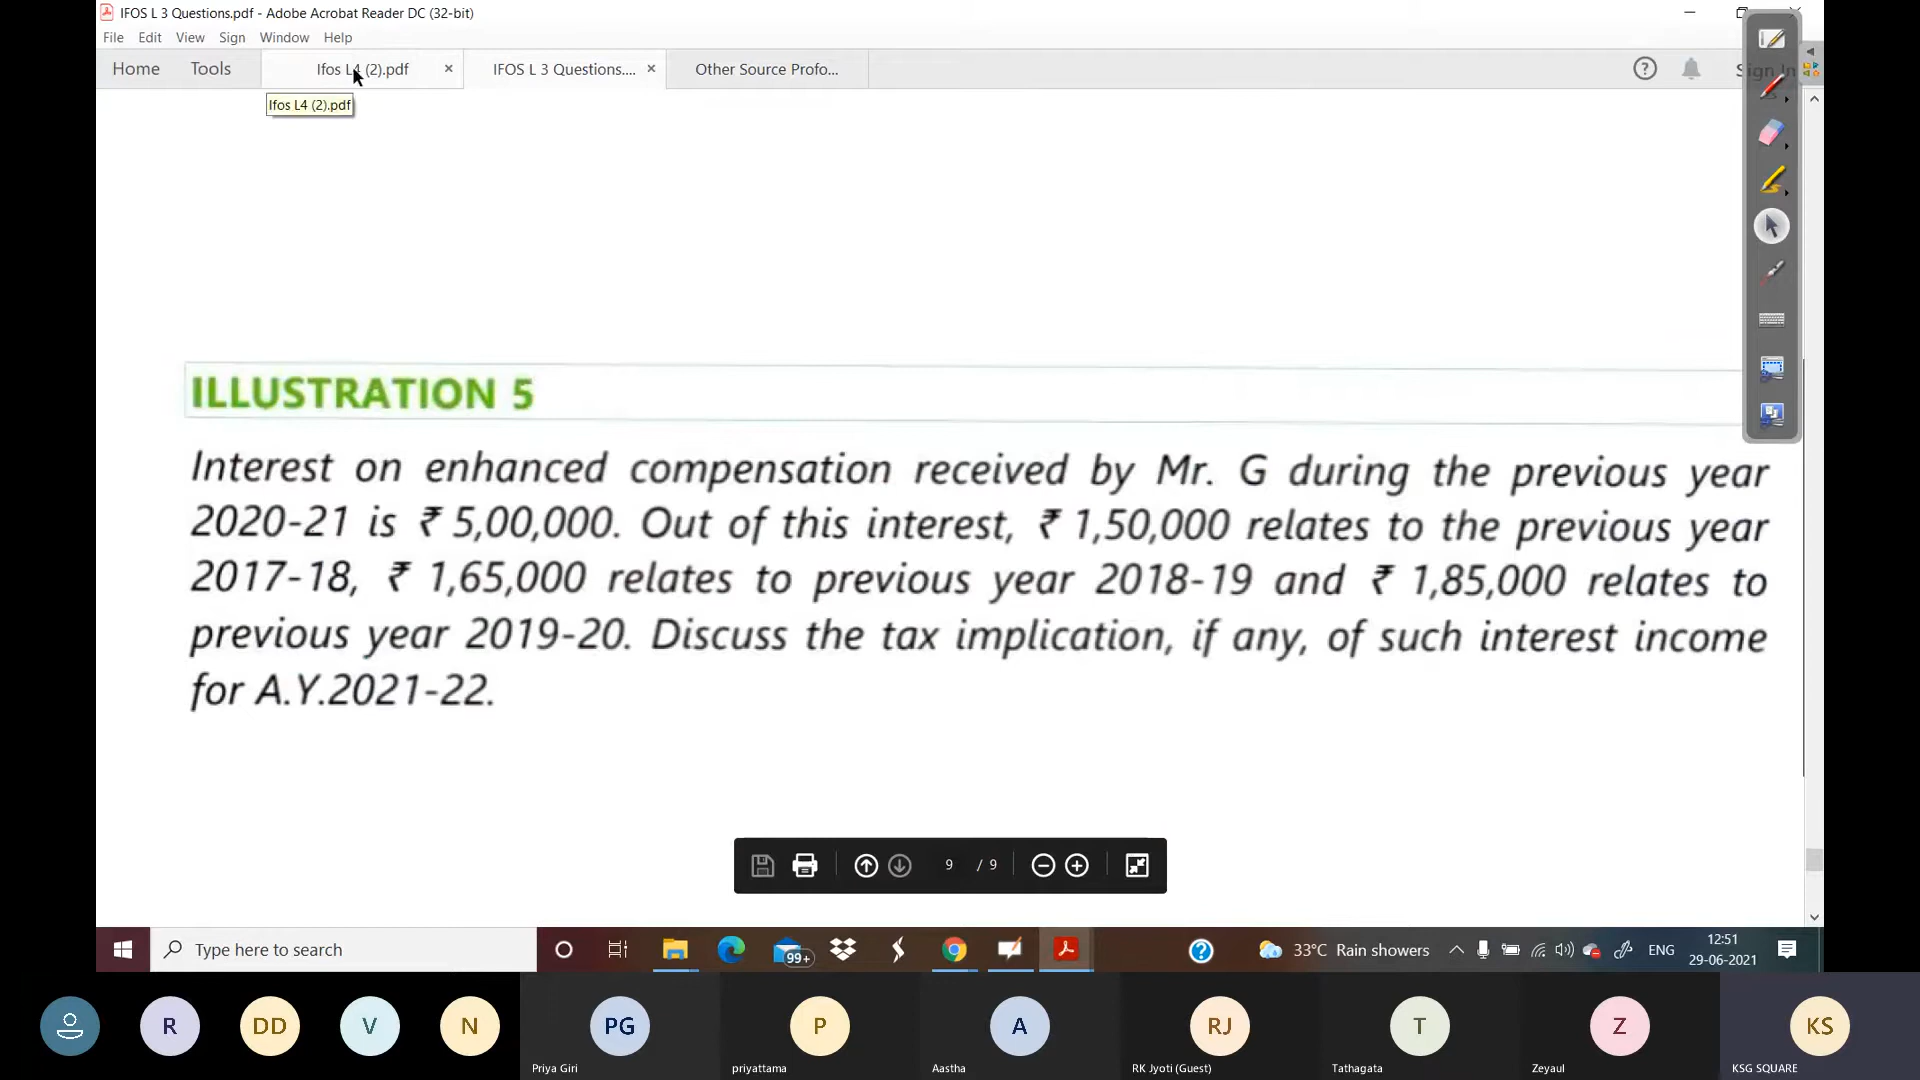 IFOS L 3 Questions.pdf - Adobe Acrobat Reader DC (32-bit)
File Edit View Sign Window Help
Home Tools Ifos L4 (2).pdf IFOS L 3 Questions.... Other Source Profo... Sign In
Ifos L4 (2).pdf
ILLUSTRATION 5
Interest on enhanced compensation received by Mr. G during the previous year
2020-21 is ₹ 5,00,000. Out of this interest, ₹ 1,50,000 relates to the previous year
2017-18, ₹ 1,65,000 relates to previous year 2018-19 and ₹ 1,85,000 relates to
previous year 2019-20. Discuss the tax implication, if any, of such interest income
for A.Y.2021-22.
9 / 9
Type here to search
99+
33°C Rain showers
ENG
12:51
29-06-2021
R DD V N PG P A RJ T Z KS
Priya Giri priyattama Aastha RK Jyoti (Guest) Tathagata Zeyaul KSG SQUARE